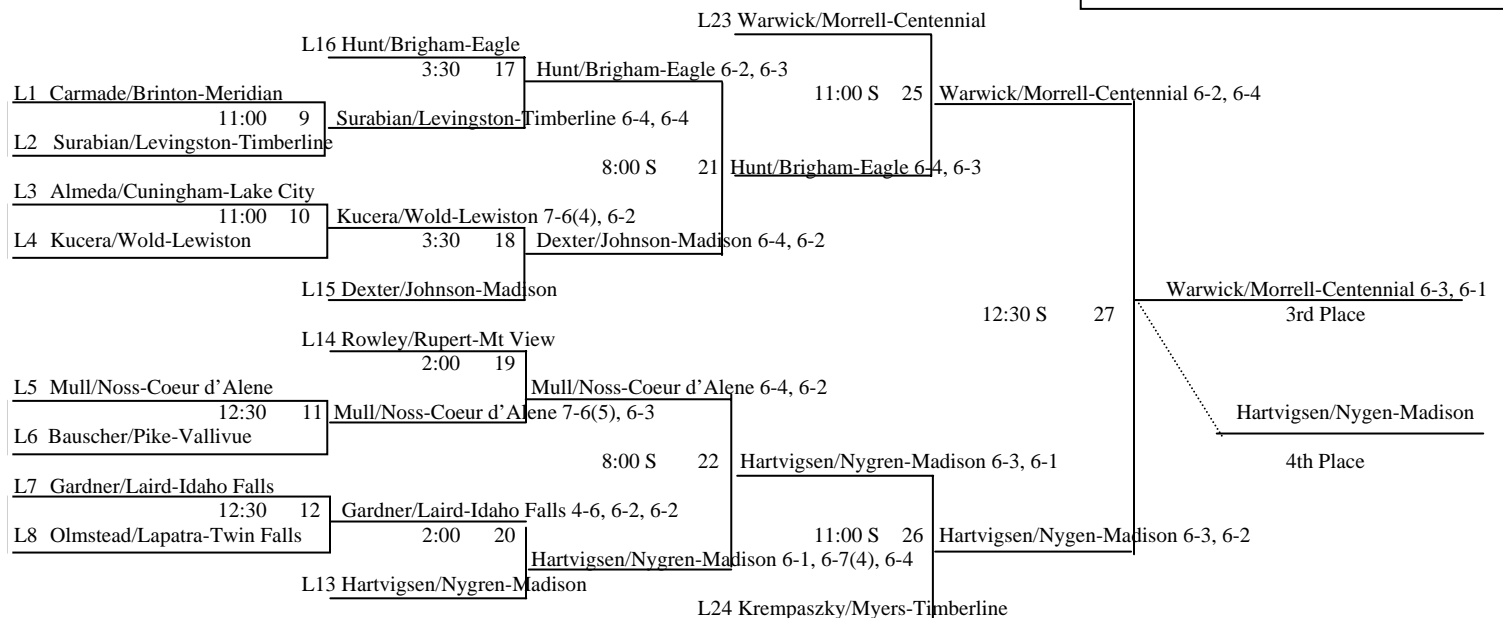 L23 Warwick/Morrell-Centennial
L16 Hunt/Brigham-Eagle
3:30 17 Hunt/Brigham-Eagle 6-2, 6-3
L1 Carmade/Brinton-Meridian
11:00 S 25 Warwick/Morrell-Centennial 6-2, 6-4
11:00 9 Surabian/Levingston-Timberline 6-4, 6-4
L2 Surabian/Levingston-Timberline
8:00 S 21 Hunt/Brigham-Eagle 6-4, 6-3
L3 Almeda/Cuningham-Lake City
11:00 10 Kucera/Wold-Lewiston 7-6(4), 6-2
L4 Kucera/Wold-Lewiston
3:30 18 Dexter/Johnson-Madison 6-4, 6-2
L15 Dexter/Johnson-Madison
Warwick/Morrell-Centennial 6-3, 6-1
12:30 S 27 3rd Place
L14 Rowley/Rupert-Mt View
2:00 19
L5 Mull/Noss-Coeur d’Alene
Mull/Noss-Coeur d’Alene 6-4, 6-2
12:30 11 Mull/Noss-Coeur d’Alene 7-6(5), 6-3
Hartvigsen/Nygen-Madison
L6 Bauscher/Pike-Vallivue
8:00 S 22 Hartvigsen/Nygren-Madison 6-3, 6-1
4th Place
L7 Gardner/Laird-Idaho Falls
12:30 12 Gardner/Laird-Idaho Falls 4-6, 6-2, 6-2
L8 Olmstead/Lapatra-Twin Falls
2:00 20
11:00 S 26 Hartvigsen/Nygen-Madison 6-3, 6-2
Hartvigsen/Nygren-Madison 6-1, 6-7(4), 6-4
L13 Hartvigsen/Nygren-Madison
L24 Krempaszky/Myers-Timberline